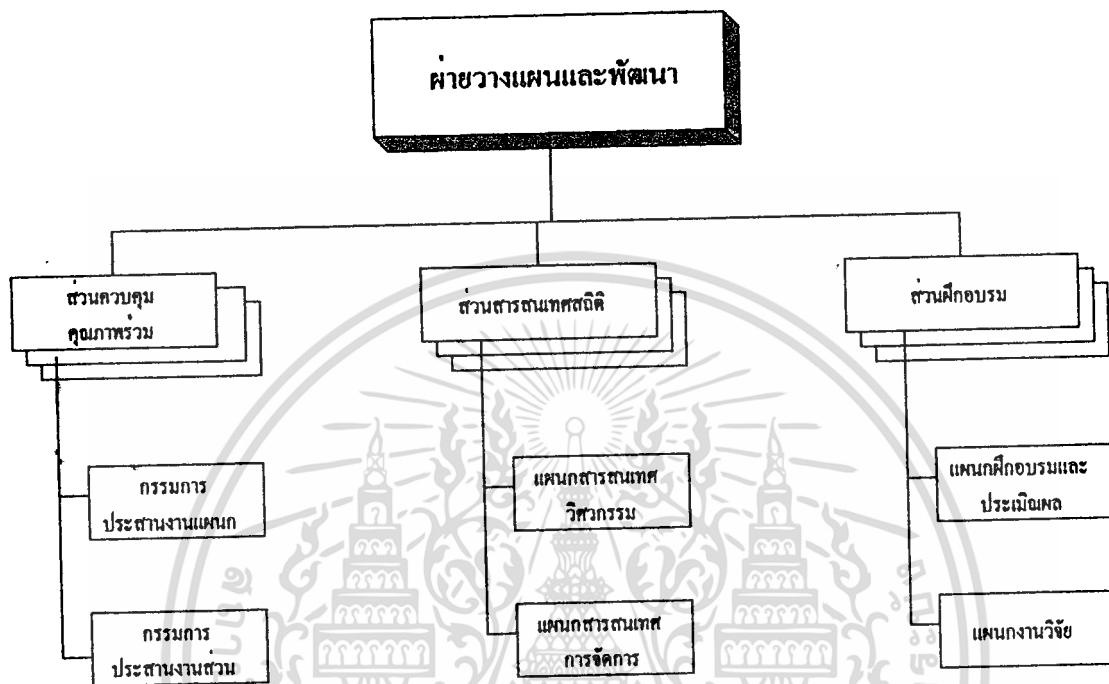 ฝ่ายวางแผนและพัฒนา
ส่วนควบคุม
คุณภาพร่วม
ส่วนสารสนเทศสถิติ
ส่วนฝึกอบรม
กรรมการ
ประสานงานแผนก
แผนกสารสนเทศ
วิศวกรรม
แผนกฝึกอบรมและ
ประเมินผล
กรรมการ
ประสานงานส่วน
แผนกสารสนเทศ
การจัดการ
แผนกงานวิจัย